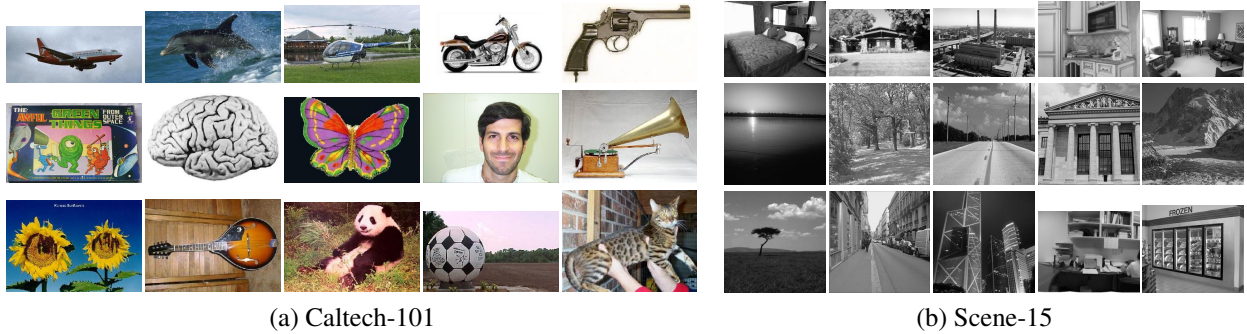 THE
AWFUL
GREEN
THINGS
FROM
OUTER
SPACE
FROZEN
(a) Caltech-101
(b) Scene-15